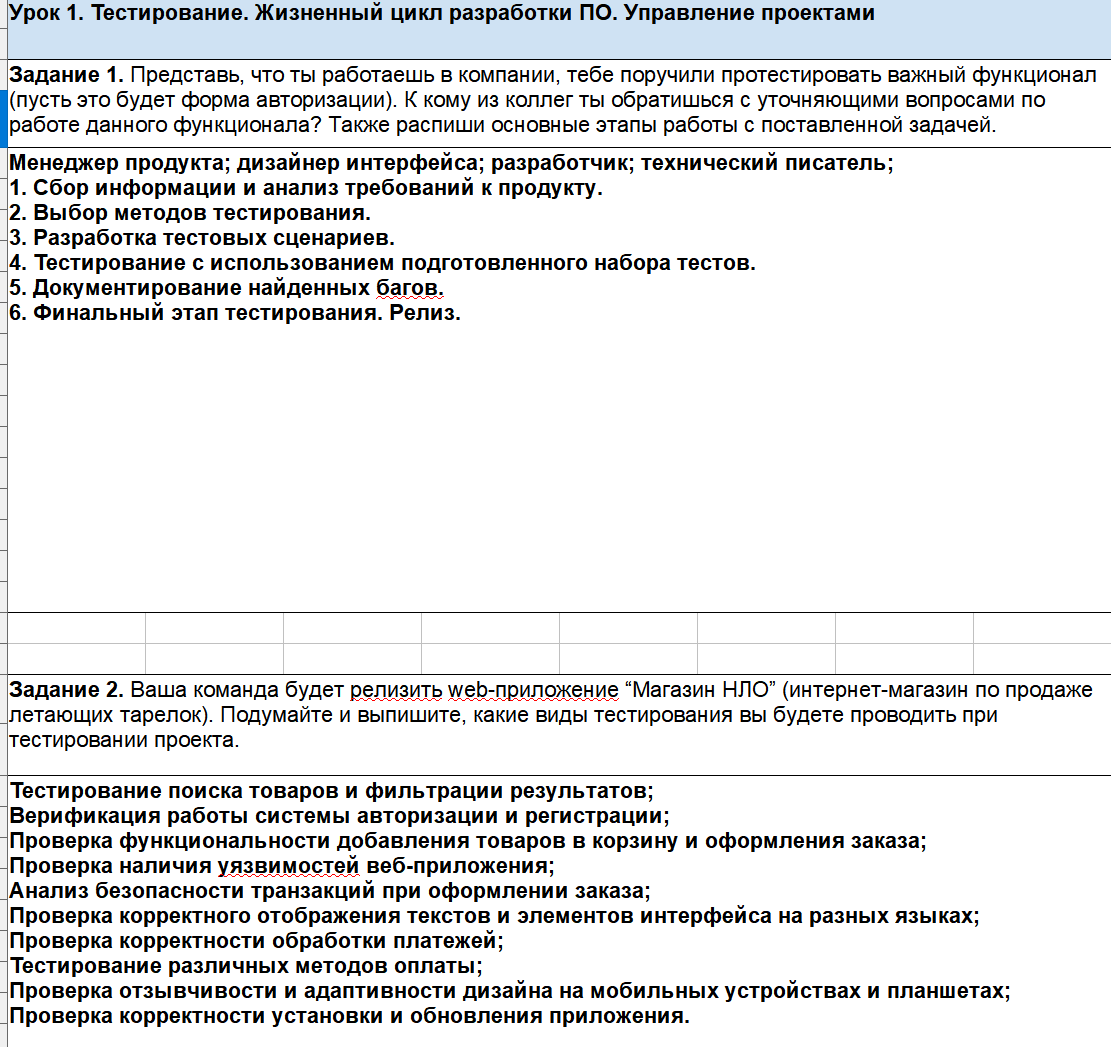 Урок 1. Тестирование. Жизненный цикл разработки ПО. Управление проектами
Задание 1. Представь, что ты работаешь в компании, тебе поручили протестировать важный функционал
(пусть это будет форма авторизации). К кому из коллег ты обратишься с уточняющими вопросами по
работе данного функционала? Также распиши основные этапы работы с поставленной задачей.
Менеджер продукта; дизайнер интерфейса; разработчик; технический писатель;
1. Сбор информации и анализ требований к продукту.
2. Выбор методов тестирования.
3. Разработка тестовых сценариев.
4. Тестирование с использованием подготовленного набора тестов.
5. Документирование найденных багов.
6. Финальный этап тестирования. Релиз.
Задание 2. Ваша команда будет релизить web-приложение “Магазин НЛО” (интернет-магазин по продаже
летающих тарелок). Подумайте и выпишите, какие виды тестирования вы будете проводить при
тестировании проекта.
Тестирование поиска товаров и фильтрации результатов;
Верификация работы системы авторизации и регистрации;
Проверка функциональности добавления товаров в корзину и оформления заказа;
Проверка наличия уязвимостей веб-приложения;
Анализ безопасности транзакций при оформлении заказа;
Проверка корректного отображения текстов и элементов интерфейса на разных языках;
Проверка корректности обработки платежей;
Тестирование различных методов оплаты;
Проверка отзывчивости и адаптивности дизайна на мобильных устройствах и планшетах;
Проверка корректности установки и обновления приложения.